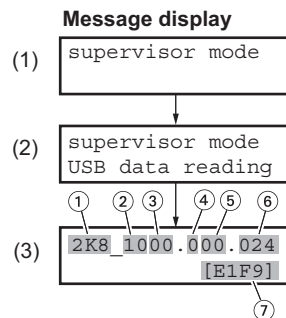 Message display
(1)
supervisor mode
(2)
supervisor mode
USB data reading
1 2 3 4 5 6
(3)
2K8_1000.000.024
[E1F9]
7